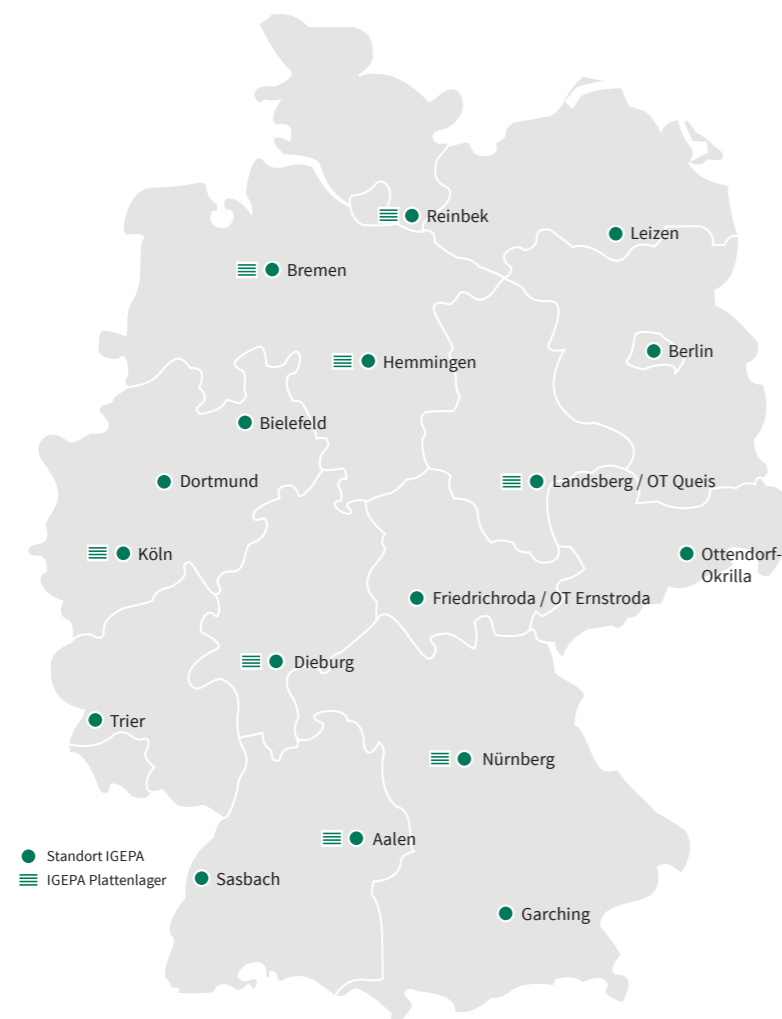 Reinbek
Leizen
Bremen
Berlin
Hemmingen
Bielefeld
Dortmund
Landsberg / OT Queis
Köln
Ottendorf-
Okrilla
Friedrichroda / OT Ernstroda
Dieburg
Trier
Nürnberg
Aalen
Standort IGEPA
IGEPA Plattenlager
Sasbach
Garching